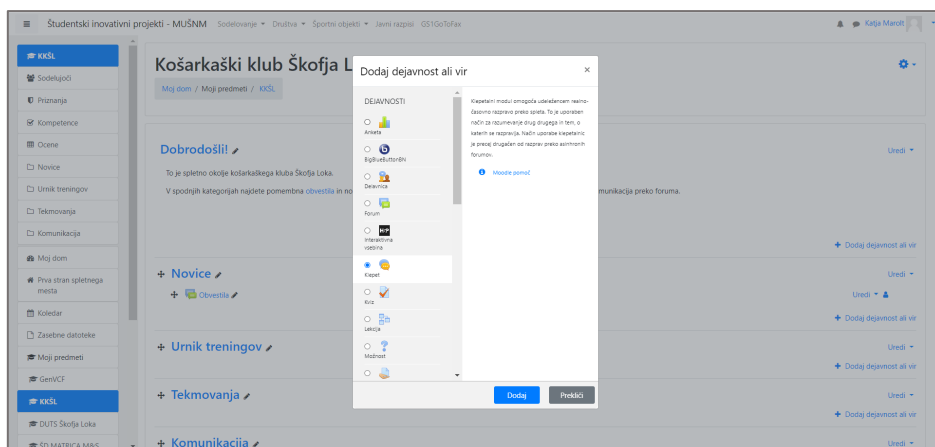 Študentski inovativni projekti - MUŠNM Sodelovanje Društva Športni objekti Javni razpisi GS1GoToFax Katja Marolt
KKŠL
Sodelujoči
Priznanja
Kompetence
Ocene
Novice
Urnik treningov
Tekmovanja
Komunikacija
Moj dom
Prva stran spletnega
mesta
Koledar
Zasebne datoteke
Moji predmeti
GenVCF
KKŠL
DUTS Škofja Loka
ŠD MATRICA M&S
Košarkaški klub Škofja L
Moj dom / Moji predmeti / KKŠL
Dobrodošli!
Uredi
To je spletno okolje košarkaškega kluba Škofja Loka.
V spodnjih kategorijah najdete pomembna obvestila in no
munikacija preko foruma.
Dodaj dejavnost ali vir
Novice
Uredi
Obvestila
Uredi
Dodaj dejavnost ali vir
Urnik treningov
Uredi
Dodaj dejavnost ali vir
Tekmovanja
Uredi
Dodaj dejavnost ali vir
Komunikacija
Uredi
Dodaj dejavnost ali vir
×
DEJAVNOSTI
Anketa
BigBlueButtonBN
Delavnica
Forum
H5P
Interaktivna
vsebina
Klepet
Kviz
Lekcija
Možnost
Klepetalni modul omogoča udeležencem realno-
časovno razpravo preko spleta. To je uporaben
način za razumevanje drug drugega in tem, o
katerih se razpravlja. Način uporabe klepetalnic
je precej drugačen od razprav preko asinhronih
forumov.
Moodle pomoč
Dodaj
Prekliči